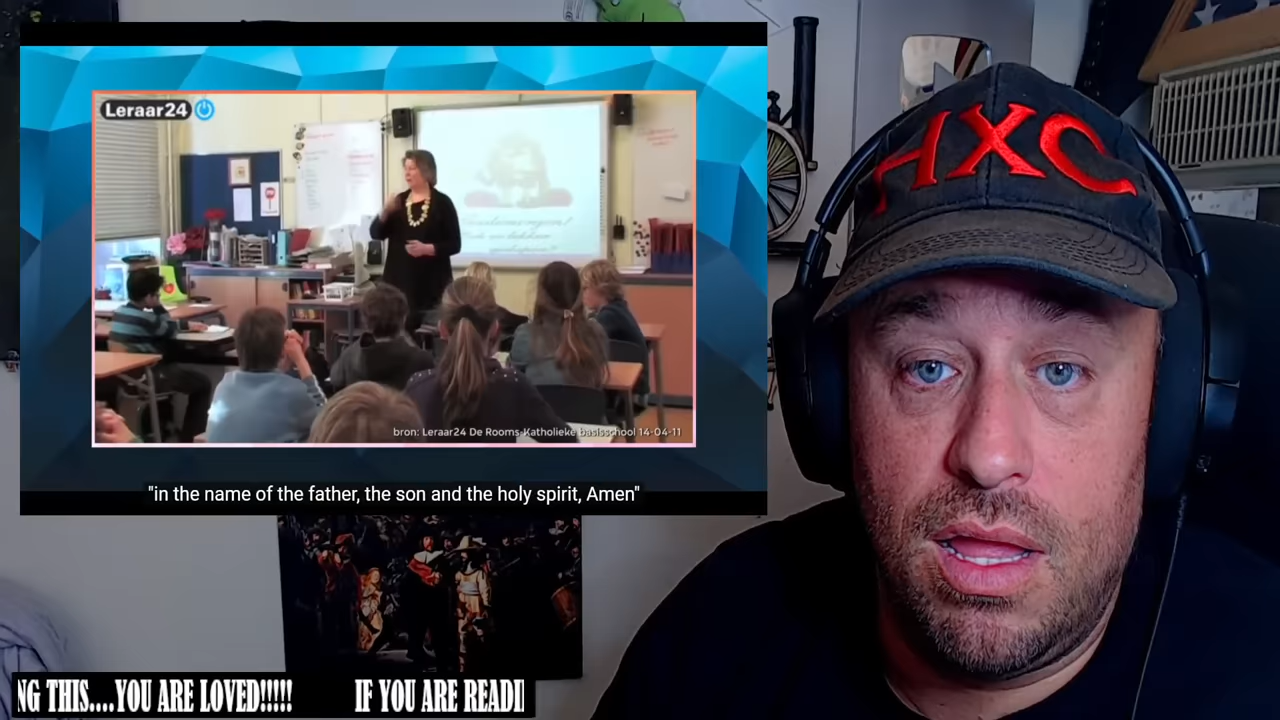 Leraar24
AXC
bron: Leraar24 De Rooms-Katholieke basisschool 14-04-11
"in the name of the father, the son and the holy spirit, Amen"
NG THIS....YOU ARE LOVED!!!!! IF YOU ARE READI